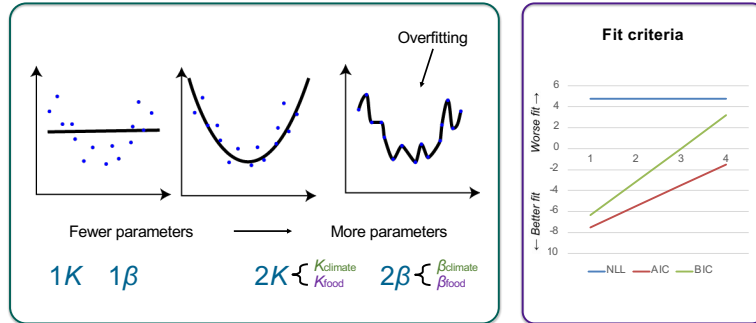 Overfitting
Fewer parameters
More parameters
1K 1β
2K { Kclimate
Kfood
2β { βclimate
βfood
Fit criteria
← Better fit Worse fit →
6
4
2
0
-2
-4
-6
-8
10
1 2 3 4
NLL AIC BIC